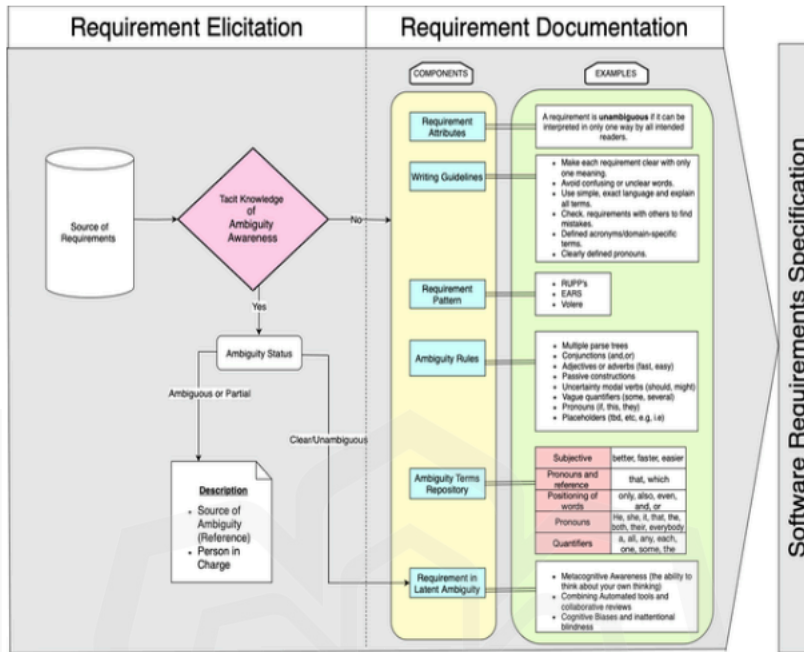 Requirement Elicitation
Requirement Documentation
COMPONENTS
EXAMPLES
Source of
Requirements
Tacit Knowledge
of
Ambiguity
Awareness
No
Yes
Ambiguity Status
Ambiguous or Partial
Clear/Unambiguous
Description
• Source of
Ambiguity
(Reference)
• Person in
Charge
Requirement
Attributes
A requirement is unambiguous if it can be
interpreted in only one way by all intended
readers.
Writing Guidelines
• Make each requirement clear with only
one meaning.
• Avoid confusing or unclear words.
• Use simple, exact language and explain
all terms.
• Check. requirements with others to find
mistakes.
• Defined acronyms/domain-specific
terms.
• Clearly defined pronouns.
Requirement
Pattern
• RUPP's
• EARS
• Volere
Ambiguity Rules
• Multiple parse trees
• Conjunctions (and,or)
• Adjectives or adverbs (fast, easy)
• Passive constructions
• Uncertainty modal verbs (should, might)
• Vague quantifiers (some, several)
• Pronouns (if, this, they)
• Placeholders (tbd, etc, e.g, i.e)
Ambiguity Terms
Repository
Subjective
better, faster, easier
Pronouns and
reference
that, which
Positioning of
words
only, also, even,
and, or
Pronouns
He, she, it, that, the,
both, their, everybody
Quantifiers
a, all, any, each,
one, some, the
Requirement in
Latent Ambiguity
• Metacognitive Awareness (the ability to
think about your own thinking)
• Combining Automated tools and
collaborative reviews
• Cognitive Biases and inattentional
blindness
Software Requirements Specification